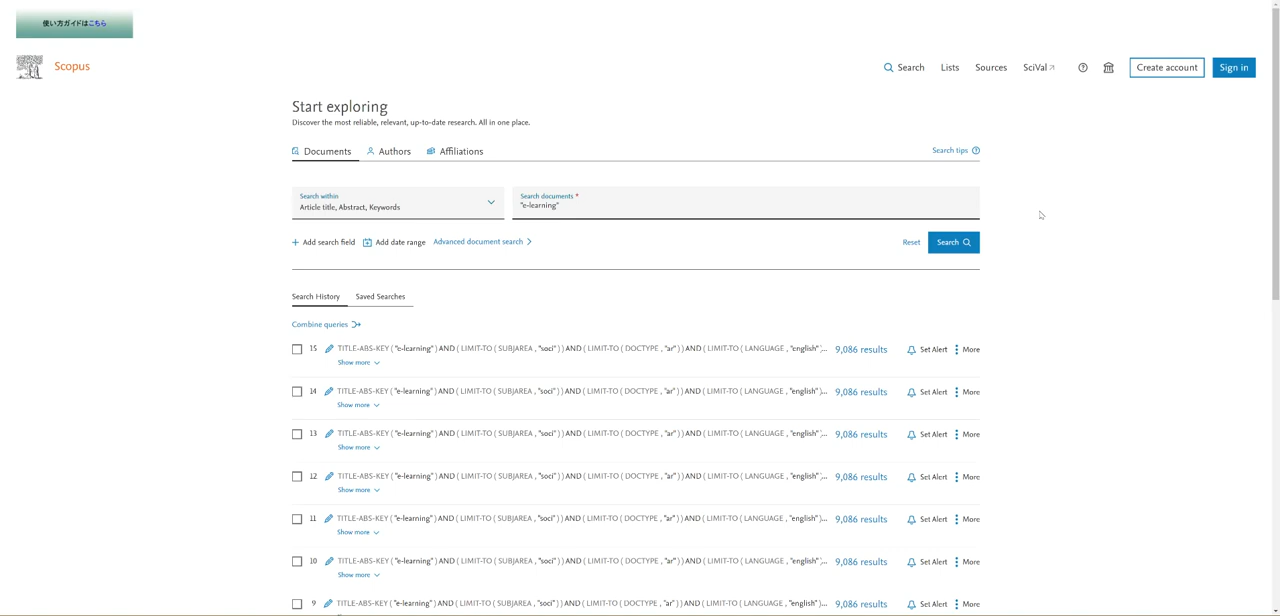 使い方ガイドはこちら
Scopus
Search Lists Sources SciVal Create account Sign in
Start exploring
Discover the most reliable, relevant, up-to-date research. All in one place.
Documents Authors Affiliations Search tips
Search within
Article title, Abstract, Keywords
Search documents *
"e-learning"
+ Add search field Add date range Advanced document search Reset Search
Search History Saved Searches
Combine queries
15 TITLE-ABS-KEY ( "e-learning" ) AND ( LIMIT-TO ( SUBJAREA , "soci" ) ) AND ( LIMIT-TO ( DOCTYPE , "ar" ) ) AND ( LIMIT-TO ( LANGUAGE , "english" )... 9,086 results Set Alert More
Show more
14 TITLE-ABS-KEY ( "e-learning" ) AND ( LIMIT-TO ( SUBJAREA , "soci" ) ) AND ( LIMIT-TO ( DOCTYPE , "ar" ) ) AND ( LIMIT-TO ( LANGUAGE , "english" )... 9,086 results Set Alert More
Show more
13 TITLE-ABS-KEY ( "e-learning" ) AND ( LIMIT-TO ( SUBJAREA , "soci" ) ) AND ( LIMIT-TO ( DOCTYPE , "ar" ) ) AND ( LIMIT-TO ( LANGUAGE , "english" )... 9,086 results Set Alert More
Show more
12 TITLE-ABS-KEY ( "e-learning" ) AND ( LIMIT-TO ( SUBJAREA , "soci" ) ) AND ( LIMIT-TO ( DOCTYPE , "ar" ) ) AND ( LIMIT-TO ( LANGUAGE , "english" )... 9,086 results Set Alert More
Show more
11 TITLE-ABS-KEY ( "e-learning" ) AND ( LIMIT-TO ( SUBJAREA , "soci" ) ) AND ( LIMIT-TO ( DOCTYPE , "ar" ) ) AND ( LIMIT-TO ( LANGUAGE , "english" )... 9,086 results Set Alert More
Show more
10 TITLE-ABS-KEY ( "e-learning" ) AND ( LIMIT-TO ( SUBJAREA , "soci" ) ) AND ( LIMIT-TO ( DOCTYPE , "ar" ) ) AND ( LIMIT-TO ( LANGUAGE , "english" )... 9,086 results Set Alert More
Show more
9 TITLE-ABS-KEY ( "e-learning" ) AND ( LIMIT-TO ( SUBJAREA , "soci" ) ) AND ( LIMIT-TO ( DOCTYPE , "ar" ) ) AND ( LIMIT-TO ( LANGUAGE , "english" )... 9,086 results Set Alert More